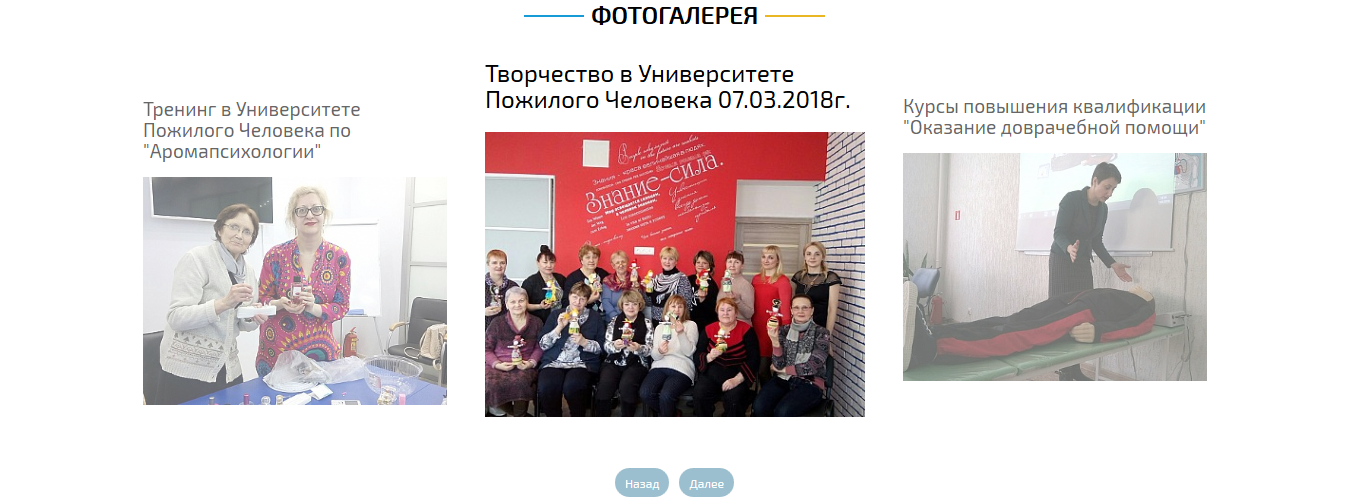 ФОТОГАЛЕРЕЯ
Тренинг в Университете
Пожилого Человека по
"Аромапсихологии"
Творчество в Университете
Пожилого Человека 07.03.2018г.
Знание-сила.
Курсы повышения квалификации
"Оказание доврачебной помощи"
Назад
Далее